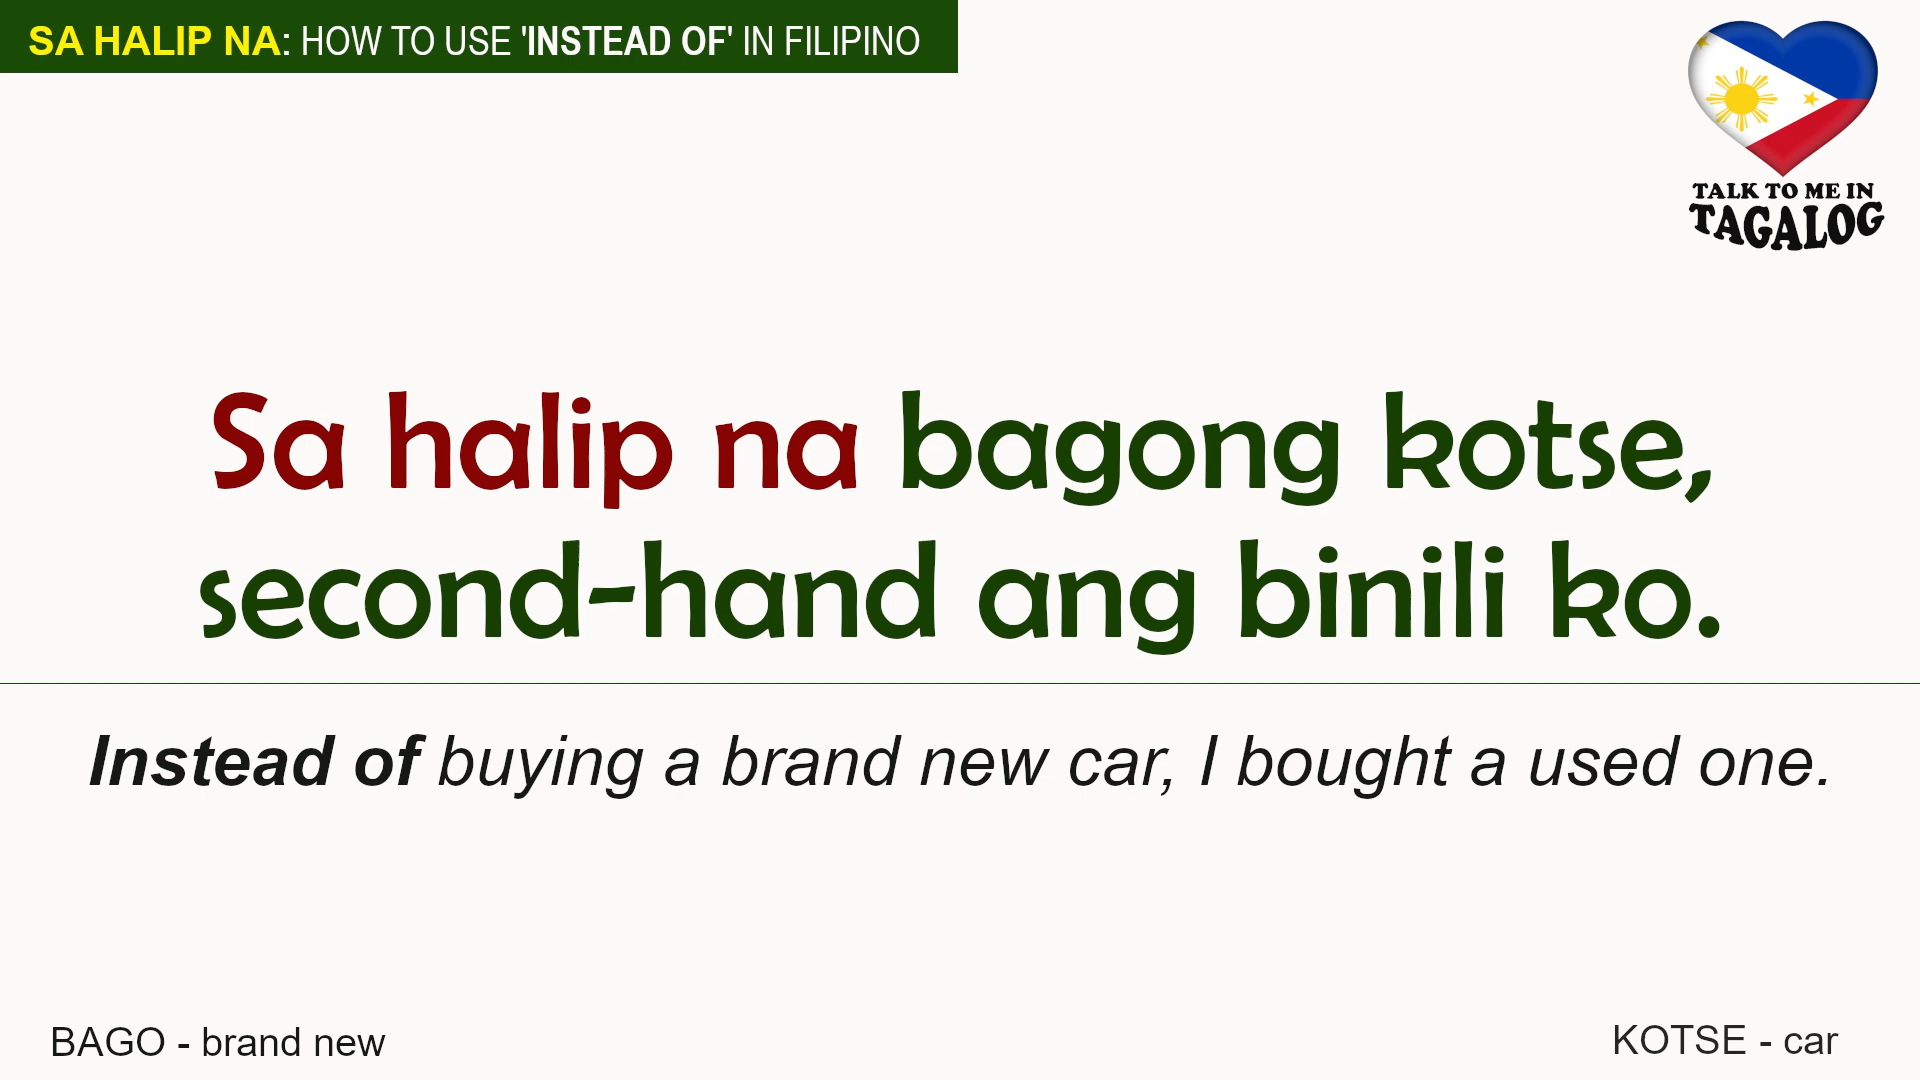 SA HALIP NA: HOW TO USE 'INSTEAD OF' IN FILIPINO
TALK TO ME IN
TAGALOG
Sa halip na bagong kotse,
second-hand ang binili ko.
Instead of buying a brand new car, I bought a used one.
BAGO - brand new
KOTSE - car